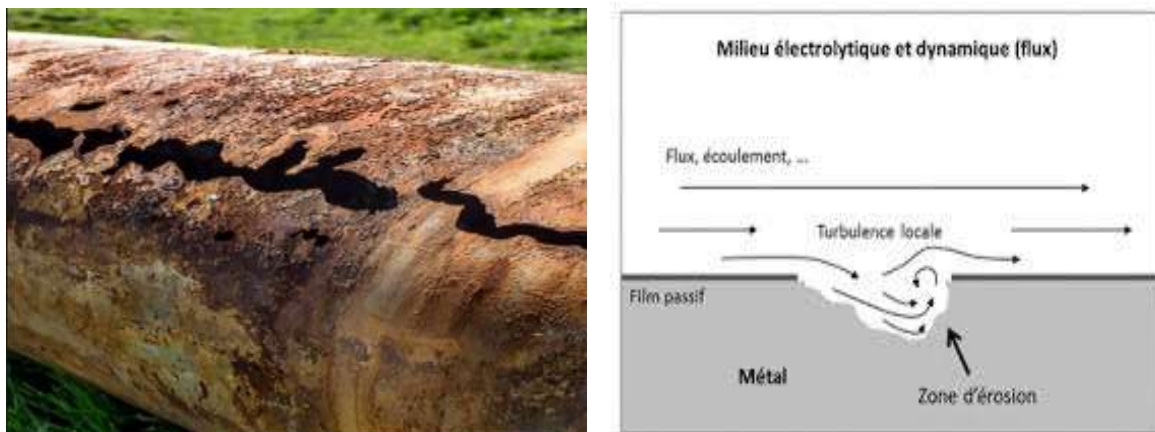 Milieu électrolytique et dynamique (flux)
Flux, écoulement, ...
Turbulence locale
Film passif
Métal
Zone d'érosion